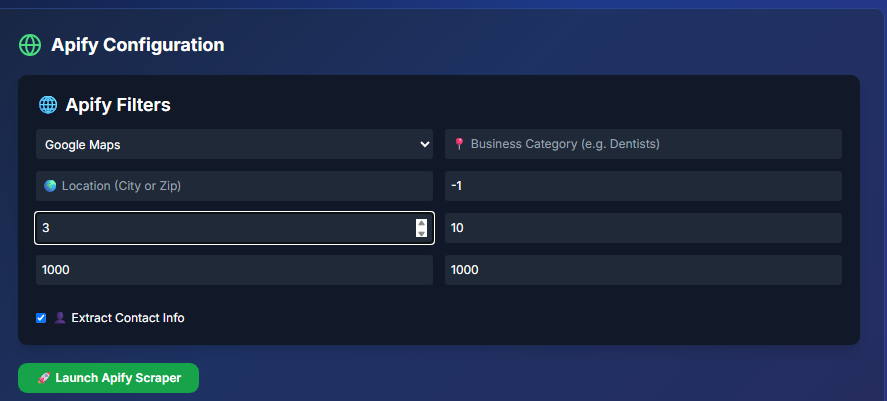 Apify Configuration
Apify Filters
Google Maps
Business Category (e.g. Dentists)
Location (City or Zip)
-1
3
10
1000
1000
Extract Contact Info
Launch Apify Scraper